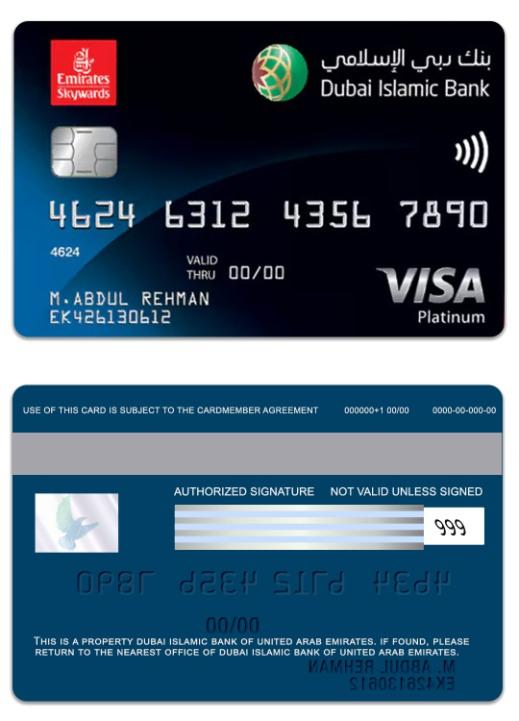 Emirates
Skywards
بنك دبي الإسلامي
Dubai Islamic Bank
4624 6312 4356 7890
4624
VALID
THRU 00/00
M.ABDUL REHMAN
EK426130612
VISA
Platinum
USE OF THIS CARD IS SUBJECT TO THE CARDMEMBER AGREEMENT 000000+1 00/00 0000-00-000-00
AUTHORIZED SIGNATURE NOT VALID UNLESS SIGNED
999
00/00
THIS IS A PROPERTY DUBAI ISLAMIC BANK OF UNITED ARAB EMIRATES. IF FOUND, PLEASE
RETURN TO THE NEAREST OFFICE OF DUBAI ISLAMIC BANK OF UNITED ARAB EMIRATES.
M. ABDUL REHMAN
EK426130612